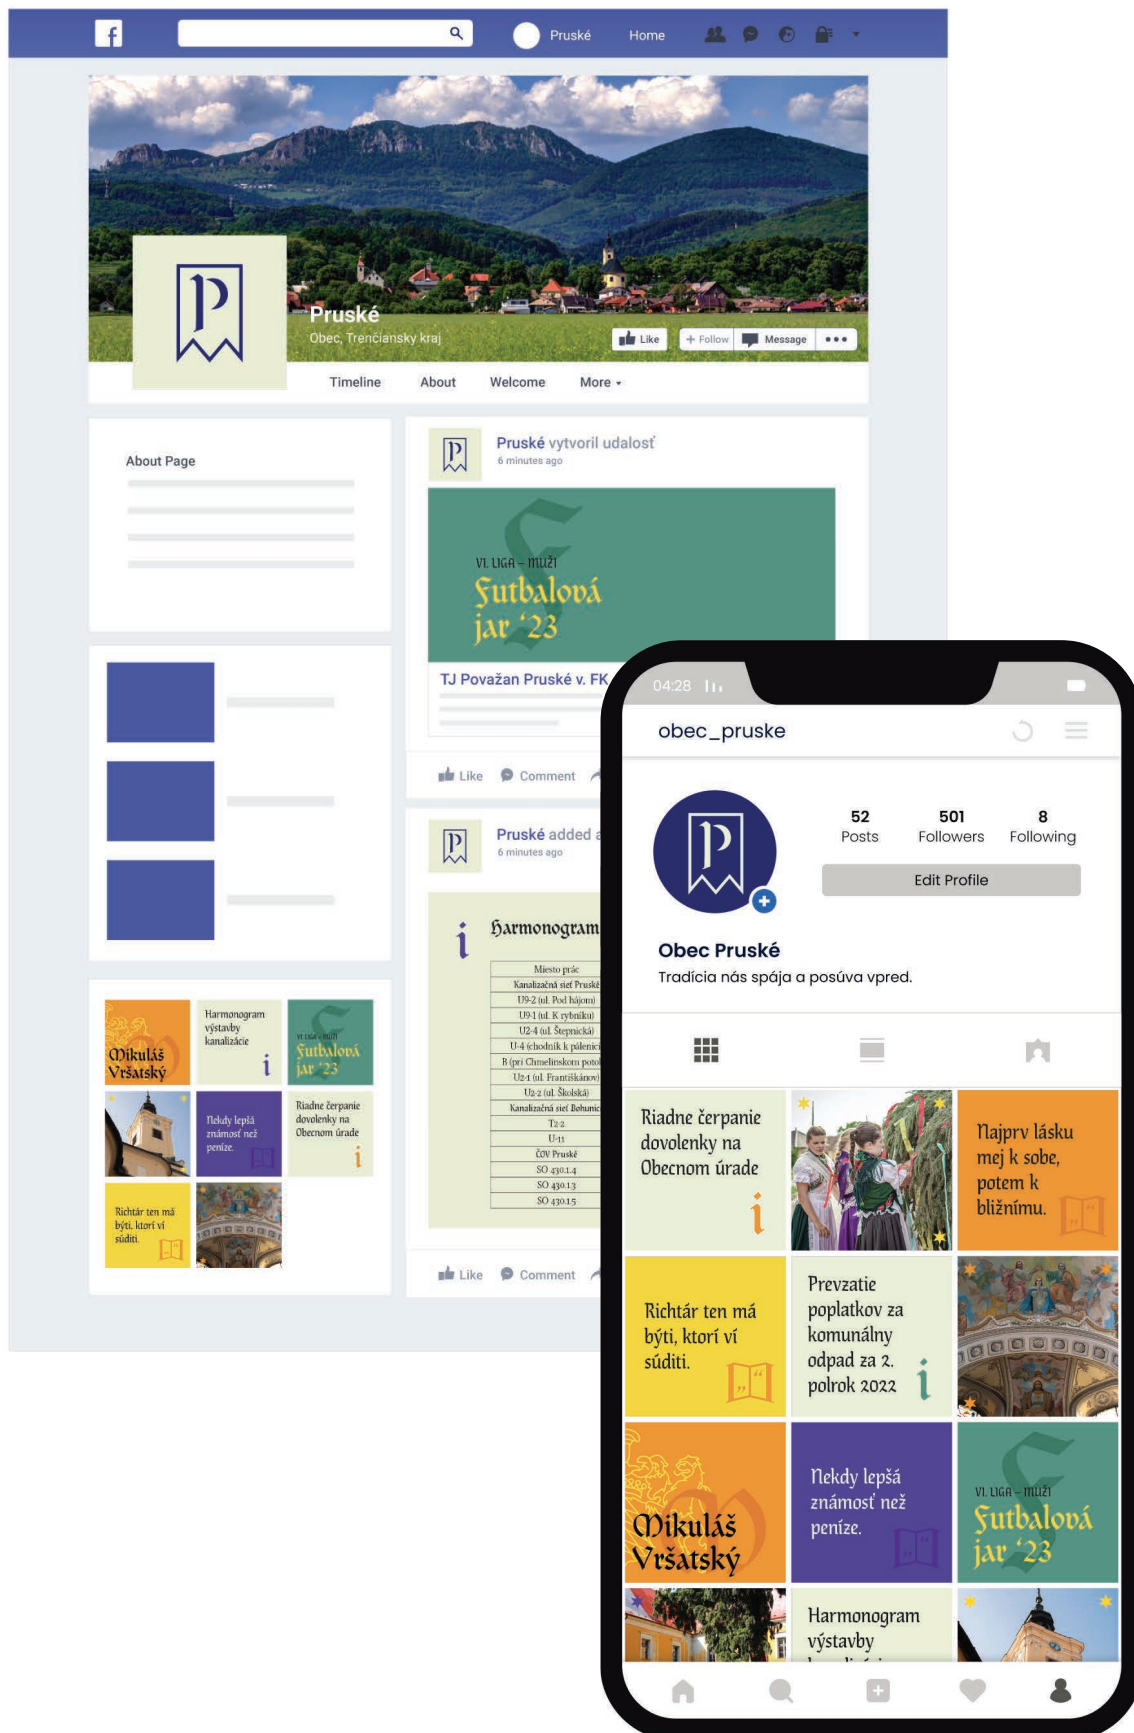 f
Pruské
Home
P
Pruské
Obec, Trenčiansky kraj
Like
+ Follow
Message
Timeline
About
Welcome
More
About Page
Pruské vytvoril udalosť
6 minutes ago
VI. LIGA – MUŽI
Futbalová
jar ‘23
TJ Považan Pruské v. FK
Like
Comment
Pruské added a
6 minutes ago
i
Harmonogram
Miesto prác
Kanalizačná sieť Pruské
U9-2 (ul. Pod hájom)
U9-1 (ul. K rybníku)
U2-4 (ul. Štepnická)
U-4 (chodník k pálenici
B (pri Chmelinskom potol
U2-1 (ul. Františkánov)
U2-2 (ul. Školská)
Kanalizačná sieť Bohunic
T2-2
U-11
ČOV Pruské
SO 430.1.4
SO 430.1.3
SO 430.1.5
Like
Comment
Mikuláš
Vršatský
Harmonogram
výstavby
kanalizácie
i
VI. LIGA – MUŽI
Futbalová
jar ‘23
Nekdy lepšá
známosť než
peníze.
Riadne čerpanie
dovolenky na
Obecnom úrade
i
Richtár ten má
býti, ktorí ví
súditi.
04:28
obec_pruske
P
52
Posts
501
Followers
8
Following
Edit Profile
Obec Pruské
Tradícia nás spája a posúva vpred.
Riadne čerpanie
dovolenky na
Obecnom úrade
i
Najprv lásku
mej k sobe,
potem k
bližnímu.
Richtár ten má
býti, ktorí ví
súditi.
Prevzatie
poplatkov za
komunálny
odpad za 2.
polrok 2022
i
Mikuláš
Vršatský
Nekdy lepšá
známosť než
peníze.
VI. LIGA – MUŽI
Futbalová
jar ‘23
Harmonogram
výstavby